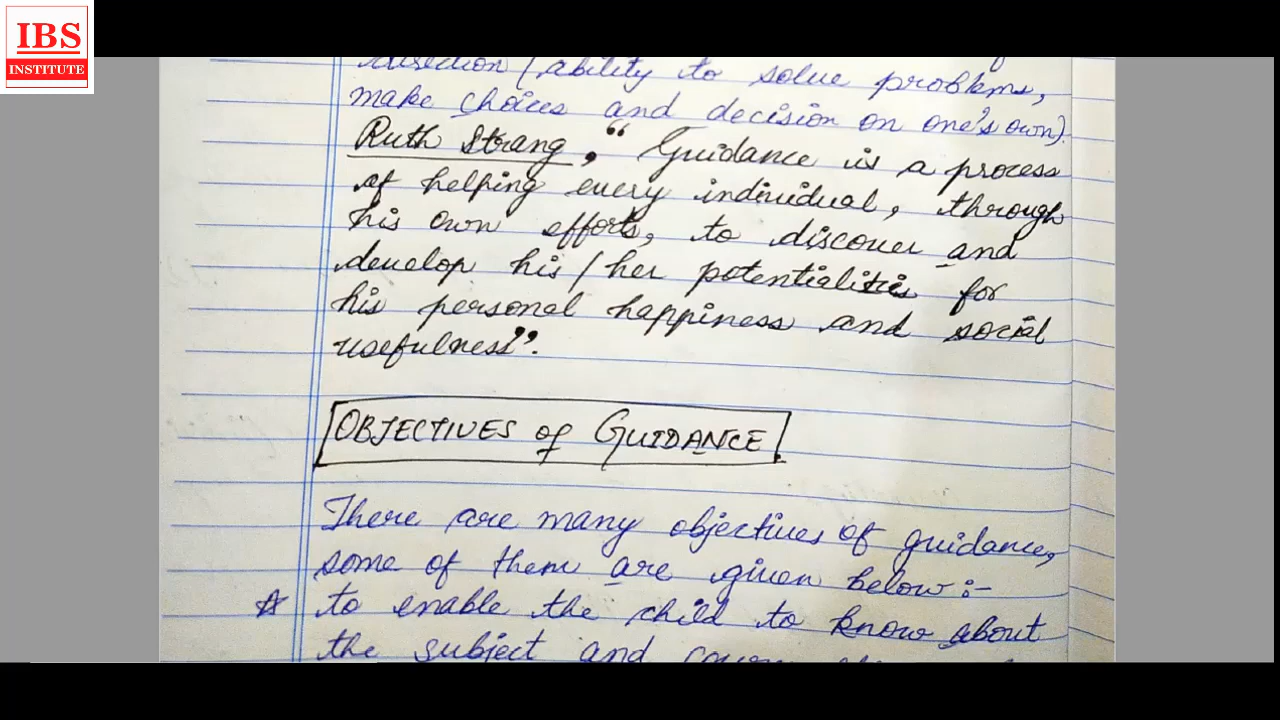 IBS
INSTITUTE
direction/ability to solve problems,
make choices and decision on one's own).
Ruth Strang, "Guidance is a process
of helping every individual, through
his own efforts, to discover and
develop his/her potentialities for
his personal happiness and social
usefulness".
OBJECTIVES of GUIDANCE
There are many objectives of guidance,
some of them are given below:-
☆ to enable the child to know about
the subject and